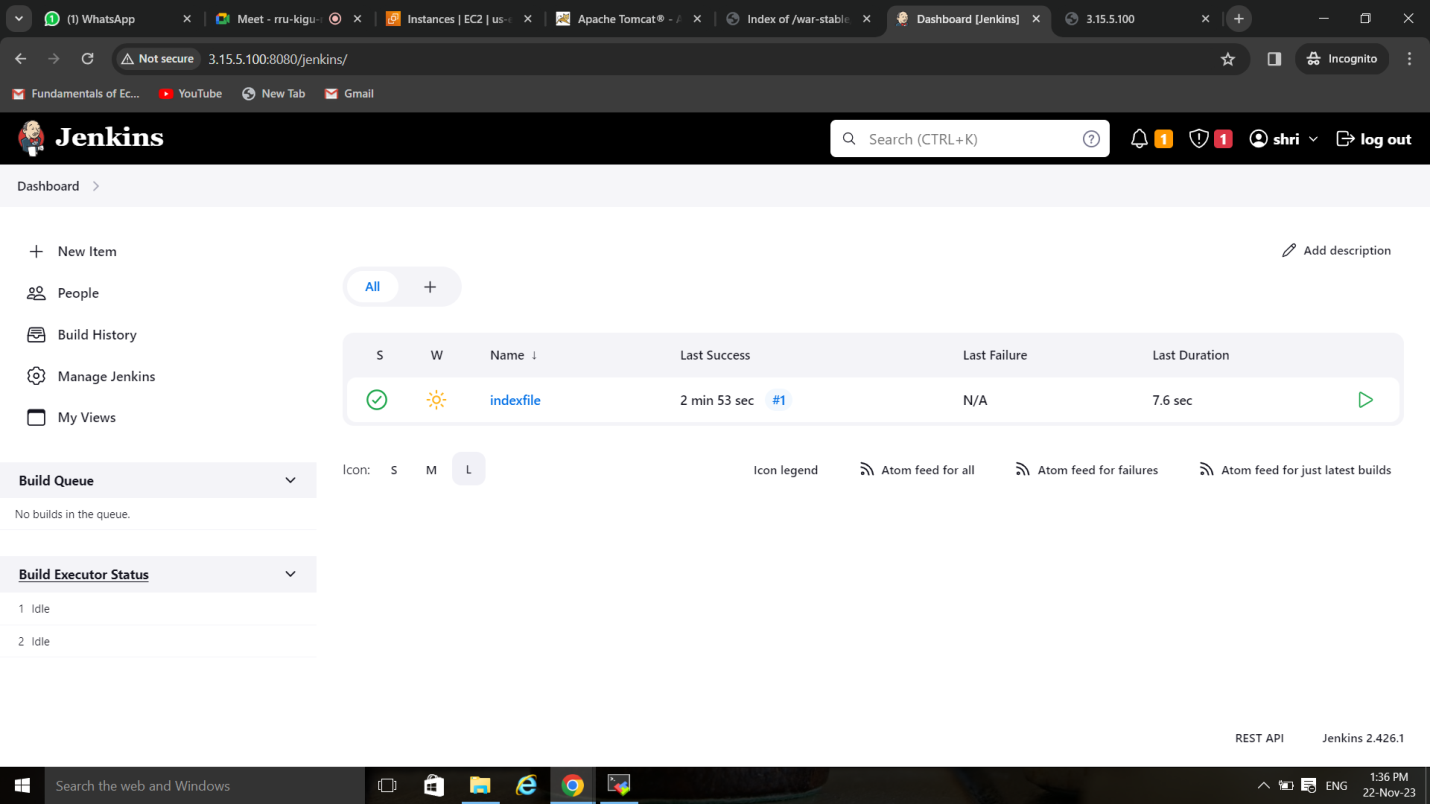 (1) WhatsApp
Meet - rru-kigu-
Instances | EC2 | us-e
Apache Tomcat® - A
Index of /war-stable
Dashboard [Jenkins]
3.15.5.100
Not secure
3.15.5.100:8080/jenkins/
Incognito
Fundamentals of Ec...
YouTube
New Tab
Gmail
Jenkins
Search (CTRL+K)
?
1
1
shri
log out
Dashboard
New Item
Add description
People
All
+
Build History
Manage Jenkins
My Views
S
W
Name ↓
Last Success
Last Failure
Last Duration
indexfile
2 min 53 sec
#1
N/A
7.6 sec
Icon:
S
M
L
Icon legend
Atom feed for all
Atom feed for failures
Atom feed for just latest builds
Build Queue
No builds in the queue.
Build Executor Status
1 Idle
2 Idle
REST API
Jenkins 2.426.1
Search the web and Windows
ENG
1:36 PM
22-Nov-23